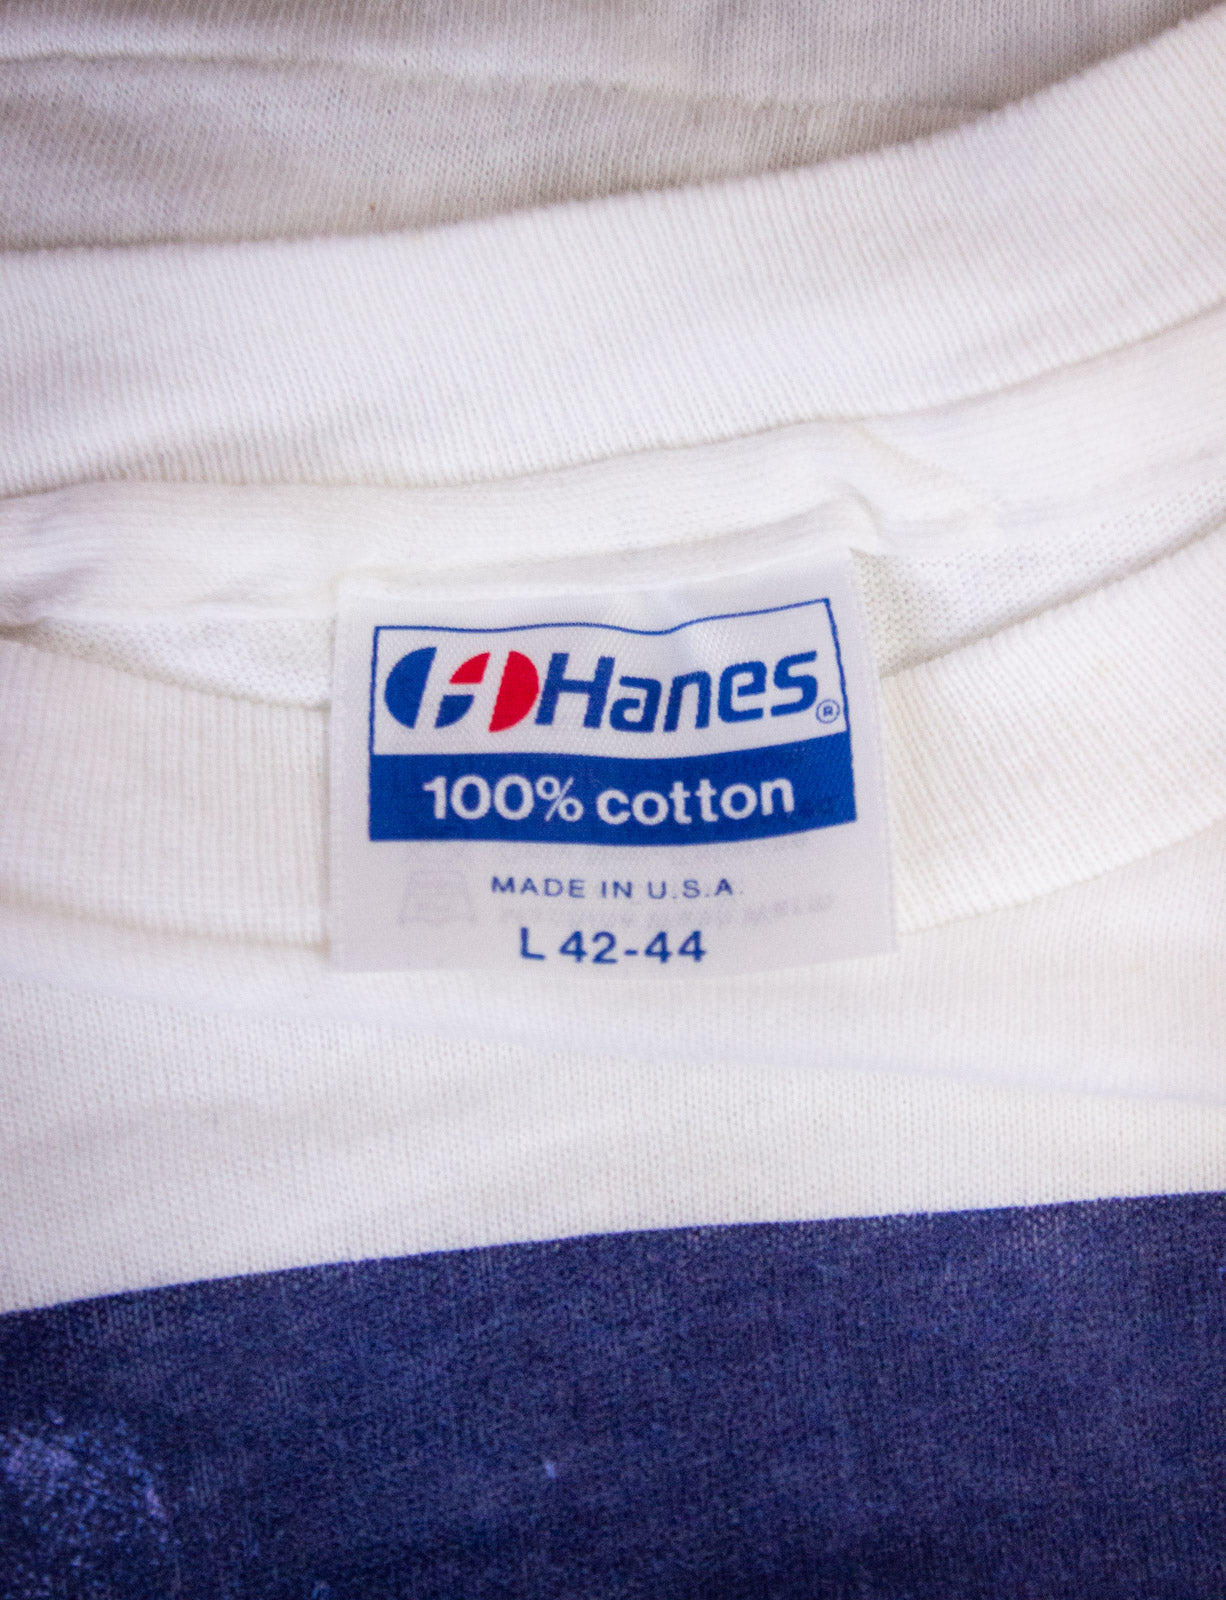 Hanes®
100% cotton
MADE IN U.S.A.
L 42-44